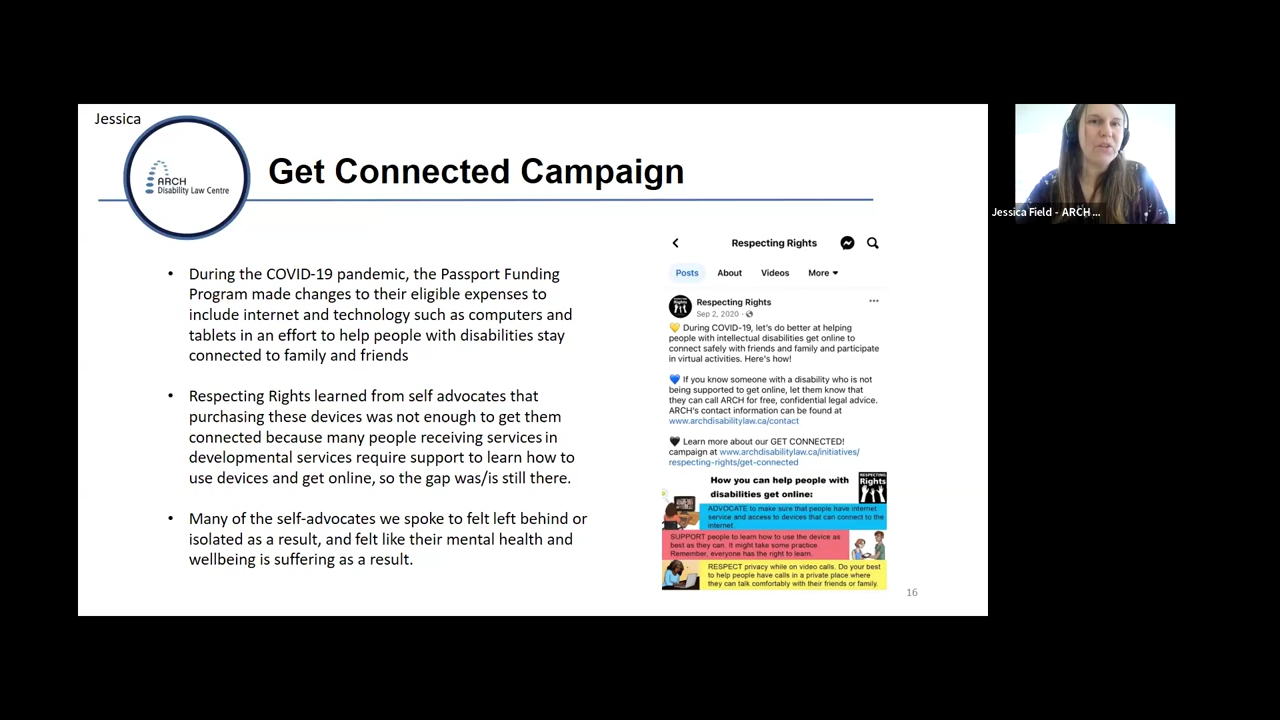 Jessica
ARCH
Disability Law Centre
Get Connected Campaign
• During the COVID-19 pandemic, the Passport Funding
Program made changes to their eligible expenses to
include internet and technology such as computers and
tablets in an effort to help people with disabilities stay
connected to family and friends
• Respecting Rights learned from self advocates that
purchasing these devices was not enough to get them
connected because many people receiving services in
developmental services require support to learn how to
use devices and get online, so the gap was/is still there.
• Many of the self-advocates we spoke to felt left behind or
isolated as a result, and felt like their mental health and
wellbeing is suffering as a result.
Respecting Rights
Posts About Videos More
Respecting Rights
Sep 2, 2020 ·
During COVID-19, let's do better at helping
people with intellectual disabilities get online to
connect safely with friends and family and participate
in virtual activities. Here's how!
If you know someone with a disability who is not
being supported to get online, let them know that
they can call ARCH for free, confidential legal advice.
ARCH's contact information can be found at
www.archdisabilitylaw.ca/contact
Learn more about our GET CONNECTED!
campaign at www.archdisabilitylaw.ca/initiatives/
respecting-rights/get-connected
How you can help people with
disabilities get online:
RESPECTING
Rights
ADVOCATE to make sure that people have internet
service and access to devices that can connect to the
internet.
SUPPORT people to learn how to use the device as
best as they can. It might take some practice.
Remember, everyone has the right to learn.
RESPECT privacy while on video calls. Do your best
to help people have calls in a private place where
they can talk comfortably with their friends or family.
16
Jessica Field - ARCH ...